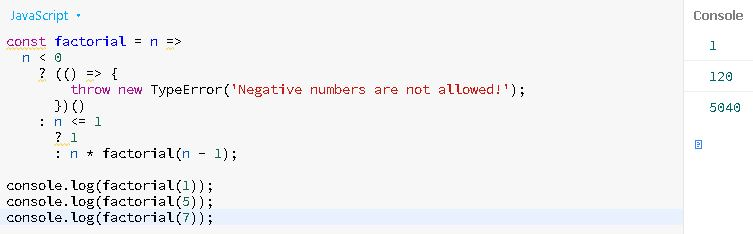 JavaScript
Console
const factorial = n =>
n < 0
? (() => {
throw new TypeError('Negative numbers are not allowed!');
})()
: n <= 1
? 1
: n * factorial(n - 1);
console.log(factorial(1));
console.log(factorial(5));
console.log(factorial(7));
1
120
5040